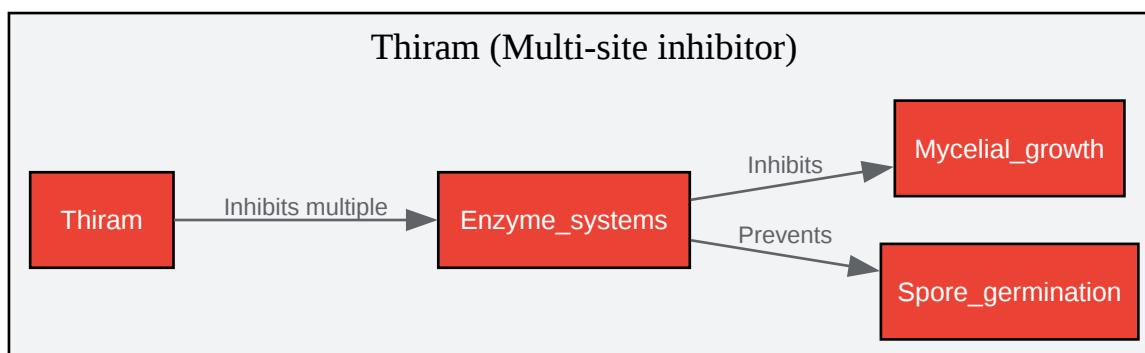 Thiram (Multi-site inhibitor)
Thiram
Inhibits multiple
Enzyme_systems
Inhibits
Mycelial_growth
Prevents
Spore_germination